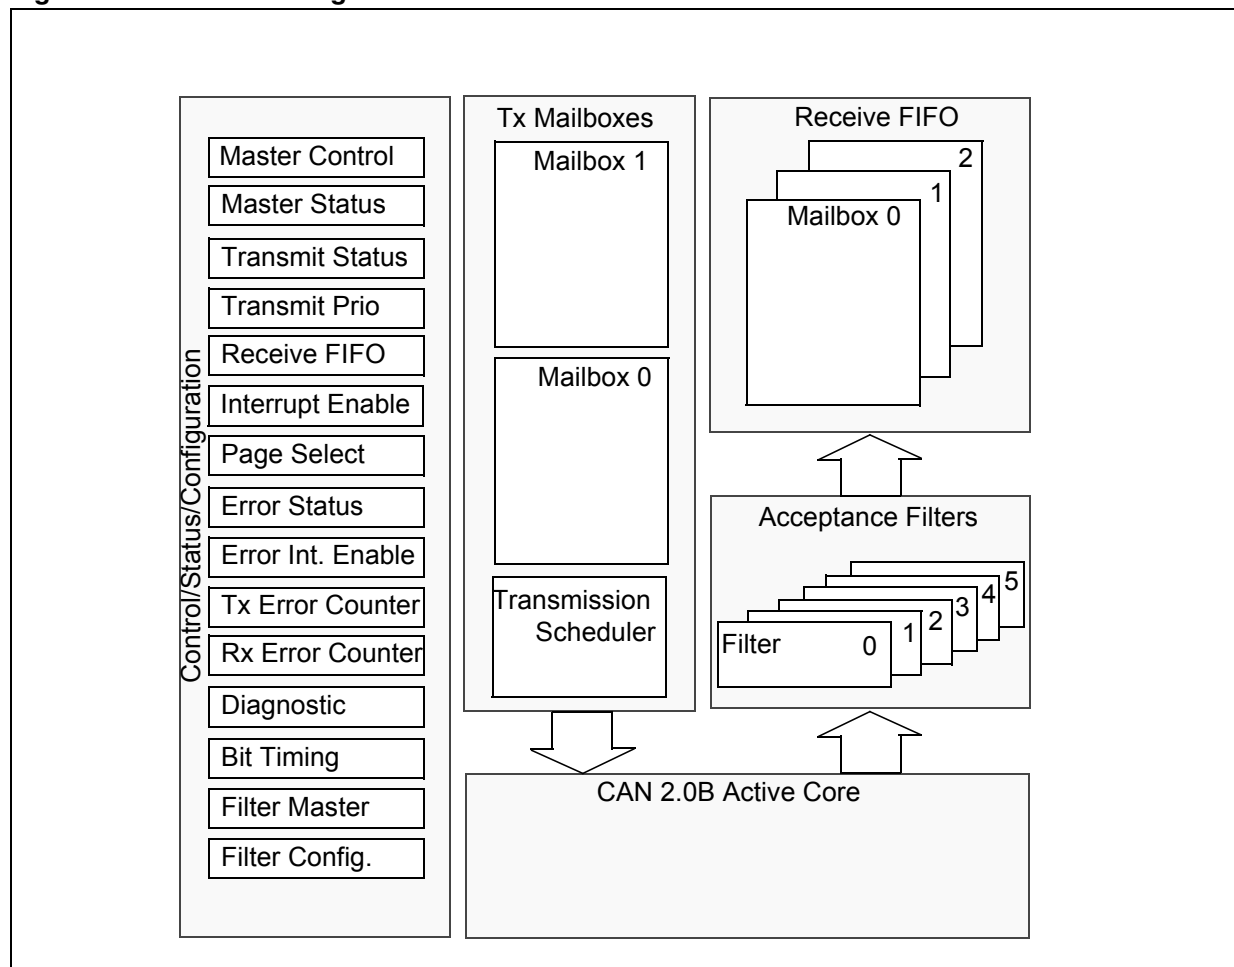 Control/Status/Configuration
Master Control
Master Status
Transmit Status
Transmit Prio
Receive FIFO
Interrupt Enable
Page Select
Error Status
Error Int. Enable
Tx Error Counter
Rx Error Counter
Diagnostic
Bit Timing
Filter Master
Filter Config.
Tx Mailboxes
Mailbox 1
Mailbox 0
Transmission
Scheduler
Receive FIFO
2
1
Mailbox 0
Acceptance Filters
5
4
3
2
1
Filter 0
CAN 2.0B Active Core